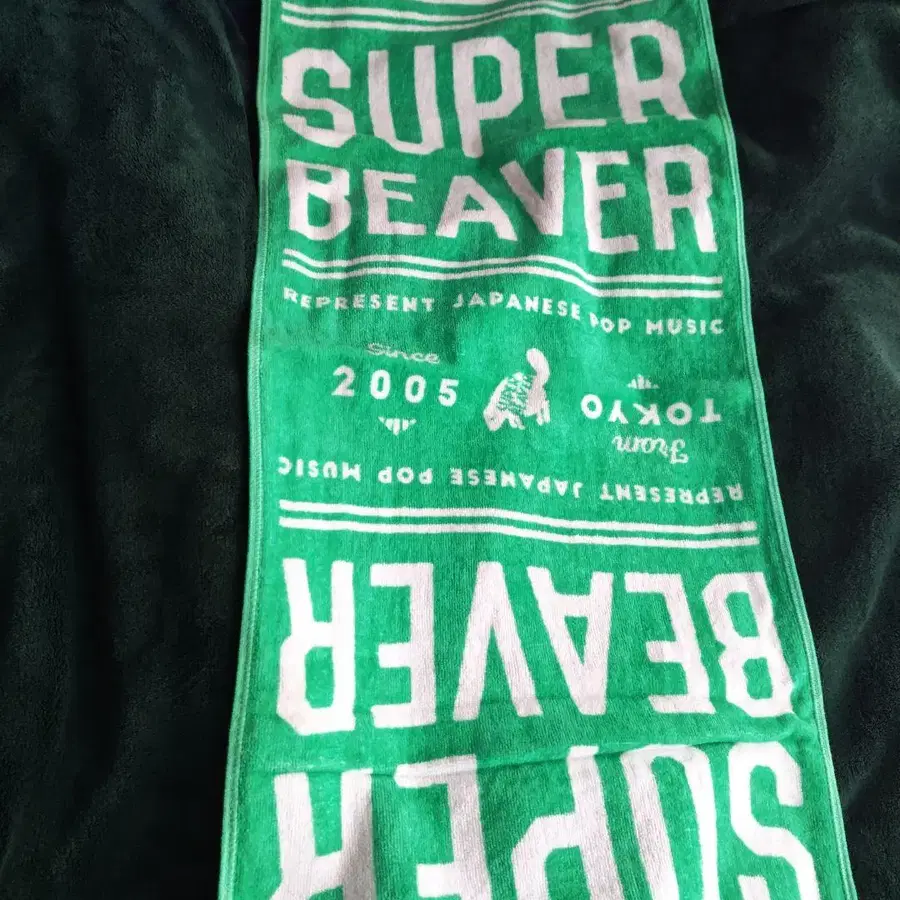 SUPER
BEAVER
REPRESENT JAPANESE POP MUSIC
Since
2005
From
TOKYO
REPRESENT JAPANESE POP MUSIC
BEAVER
SUPER